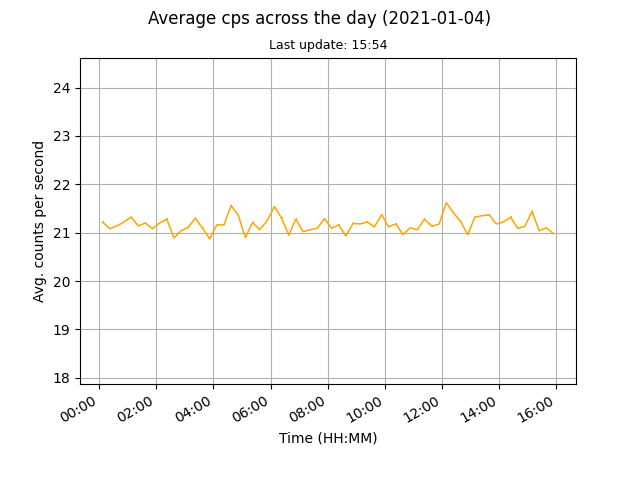 Average cps across the day (2021-01-04)
Last update: 15:54
Avg. counts per second
24
23
22
21
20
19
18
00:00 02:00 04:00 06:00 08:00 10:00 12:00 14:00 16:00
Time (HH:MM)